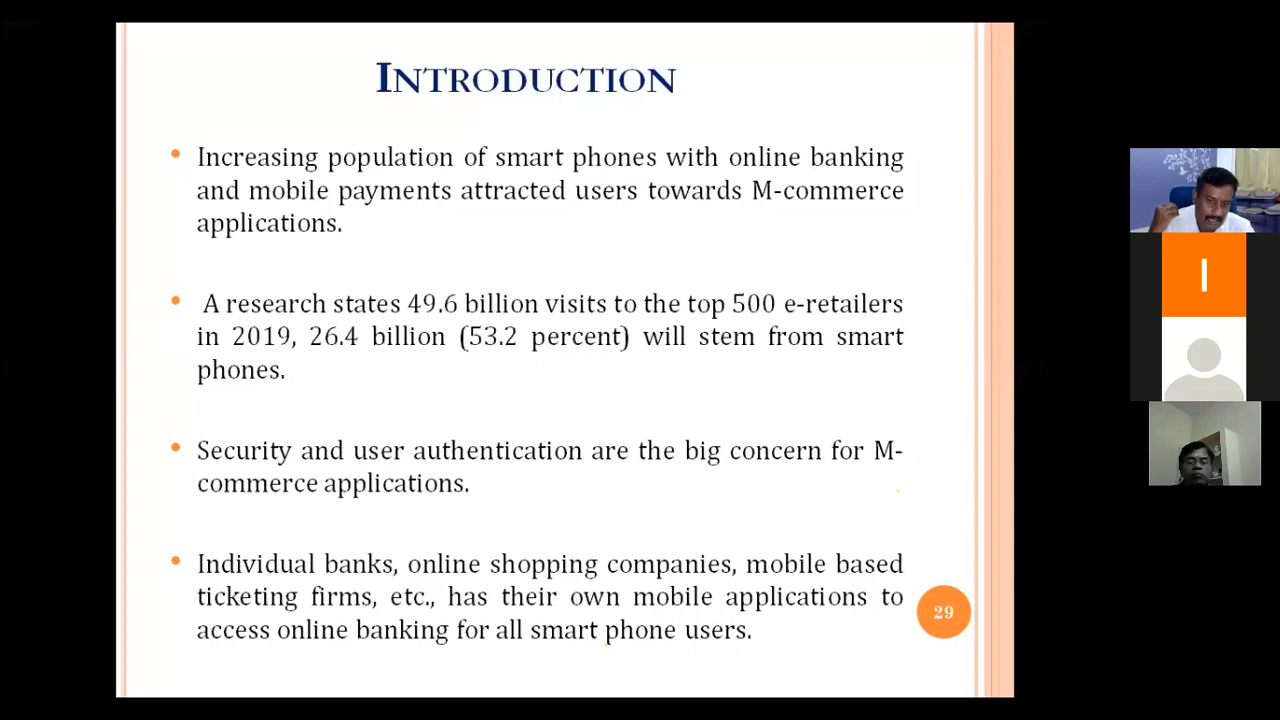 INTRODUCTION
• Increasing population of smart phones with online banking
and mobile payments attracted users towards M-commerce
applications.
• A research states 49.6 billion visits to the top 500 e-retailers
in 2019, 26.4 billion (53.2 percent) will stem from smart
phones.
• Security and user authentication are the big concern for M-
commerce applications.
• Individual banks, online shopping companies, mobile based
ticketing firms, etc., has their own mobile applications to
access online banking for all smart phone users.
29
I